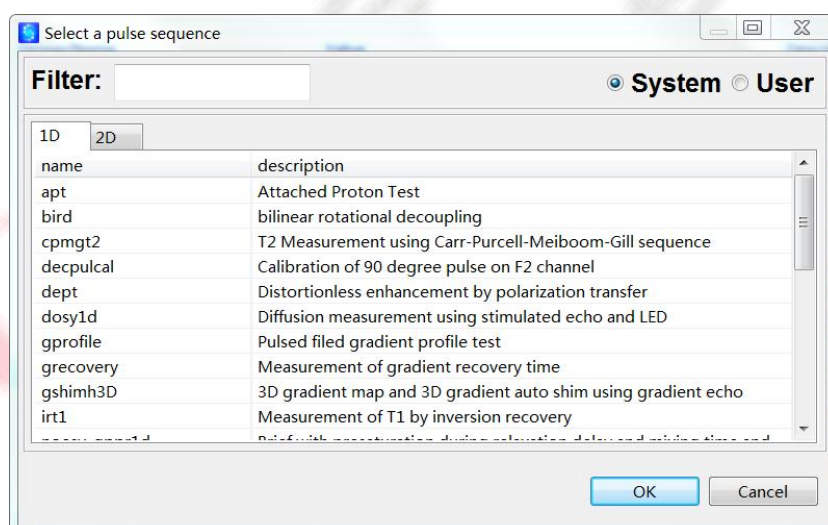 Select a pulse sequence
Filter: System User
1D 2D
name description
apt Attached Proton Test
bird bilinear rotational decoupling
cpmgt2 T2 Measurement using Carr-Purcell-Meiboom-Gill sequence
decpulcal Calibration of 90 degree pulse on F2 channel
dept Distortionless enhancement by polarization transfer
dosy1d Diffusion measurement using stimulated echo and LED
gprofile Pulsed filed gradient profile test
grecovery Measurement of gradient recovery time
gshimh3D 3D gradient map and 3D gradient auto shim using gradient echo
irt1 Measurement of T1 by inversion recovery
OK Cancel